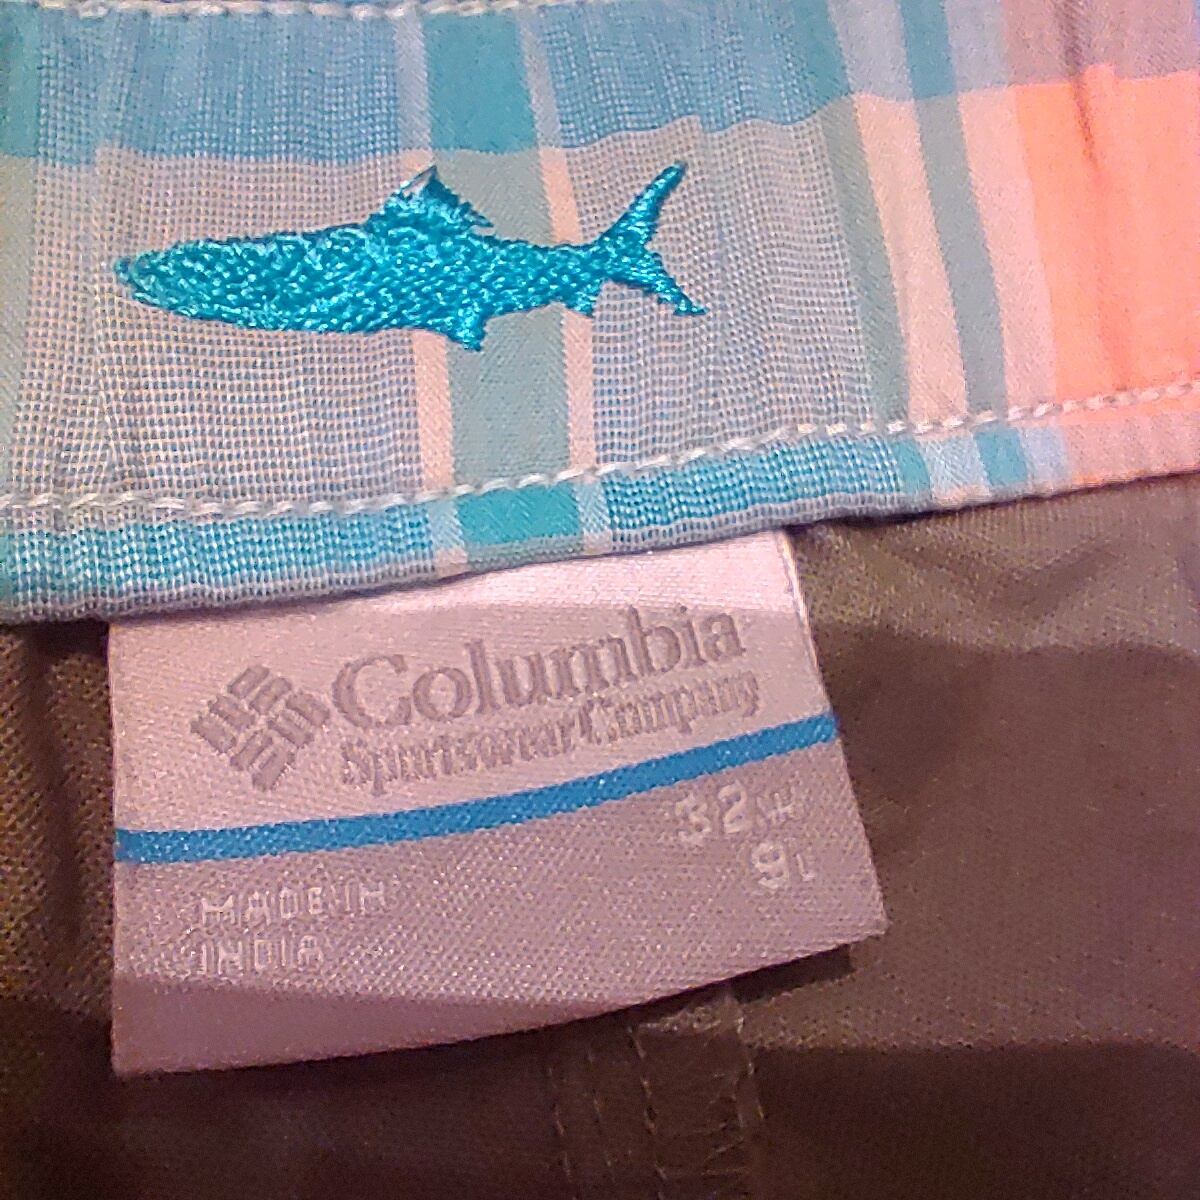 Columbia
Sportswear Company
32W
9L
MADE IN
INDIA